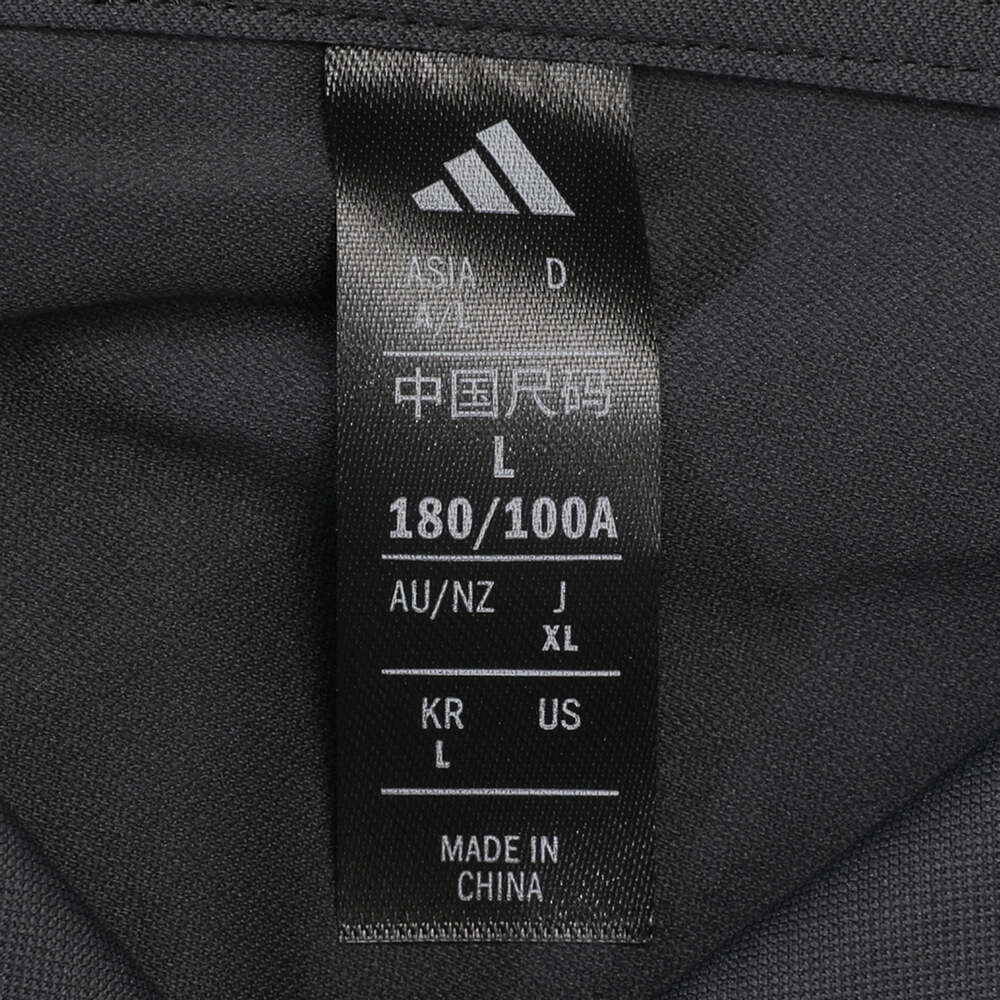 ASIA D
A/L
中国尺码
L
180/100A
AU/NZ J
XL
KR US
L
MADE IN
CHINA